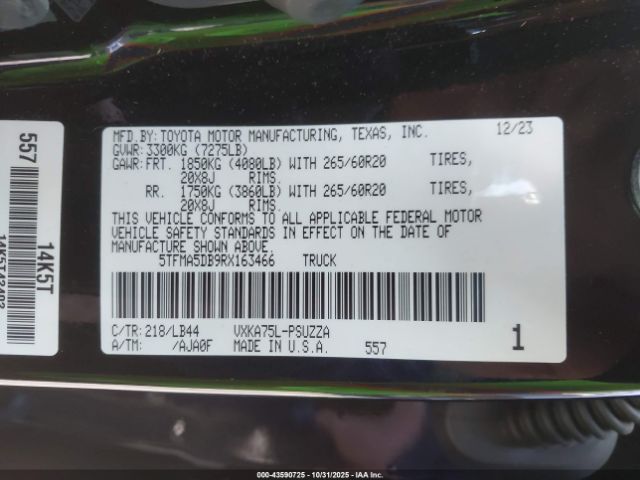 MFD.BY:TOYOTA MOTOR MANUFACTURING, TEXAS, INC. 12/23
GVWR:3300KG (7275LB)
GAWR:FRT. 1850KG (4080LB) WITH 265/60R20 TIRES,
20X8J RIMS.
RR. 1750KG (3860LB) WITH 265/60R20 TIRES,
20X8J RIMS.
THIS VEHICLE CONFORMS TO ALL APPLICABLE FEDERAL MOTOR
VEHICLE SAFETY STANDARDS IN EFFECT ON THE DATE OF
MANUFACTURE SHOWN ABOVE.
5TFMA5DB9RX163466 TRUCK
C/TR:218/LB44 VXKA75L-PSUZZA
A/TM: /AJA0F MADE IN U.S.A. 557 1
557
14K5T
000-43590725 - 10/31/2025 - IAA Inc.